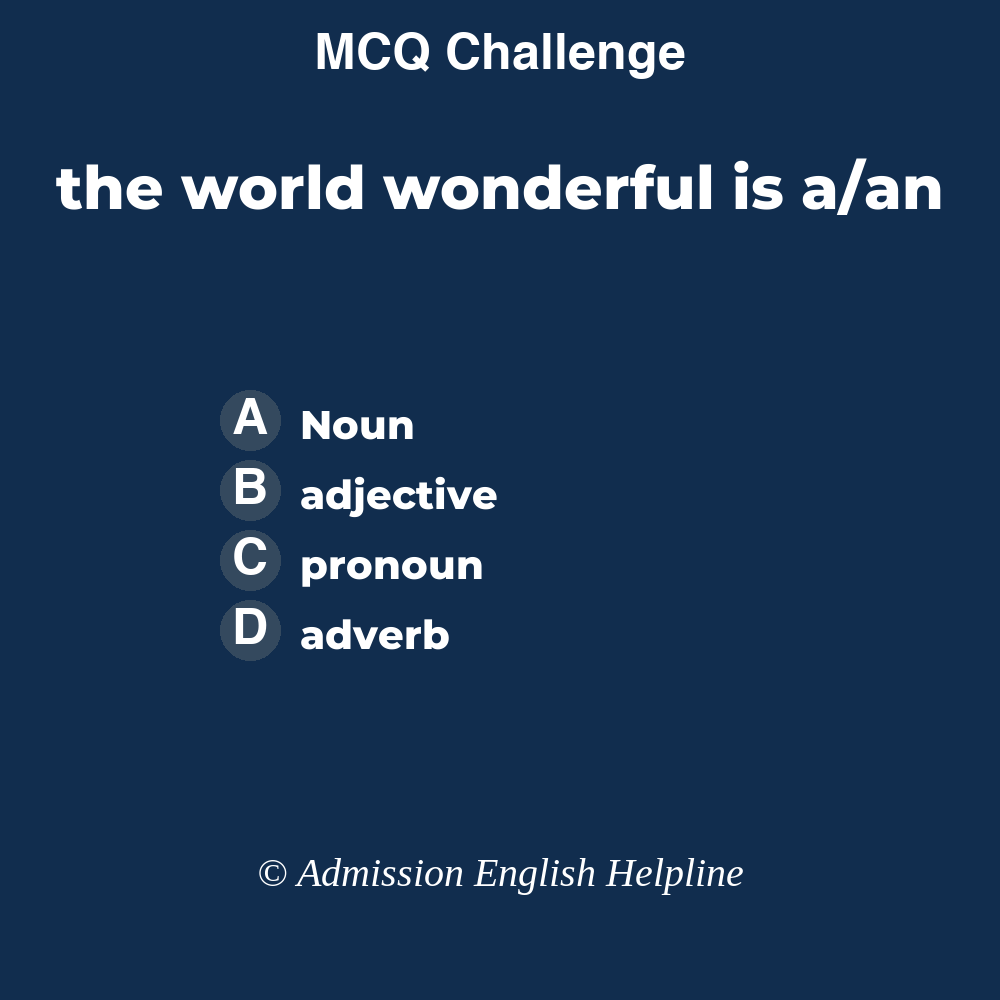 MCQ Challenge
the world wonderful is a/an
A Noun
B adjective
C pronoun
D adverb
© Admission English Helpline